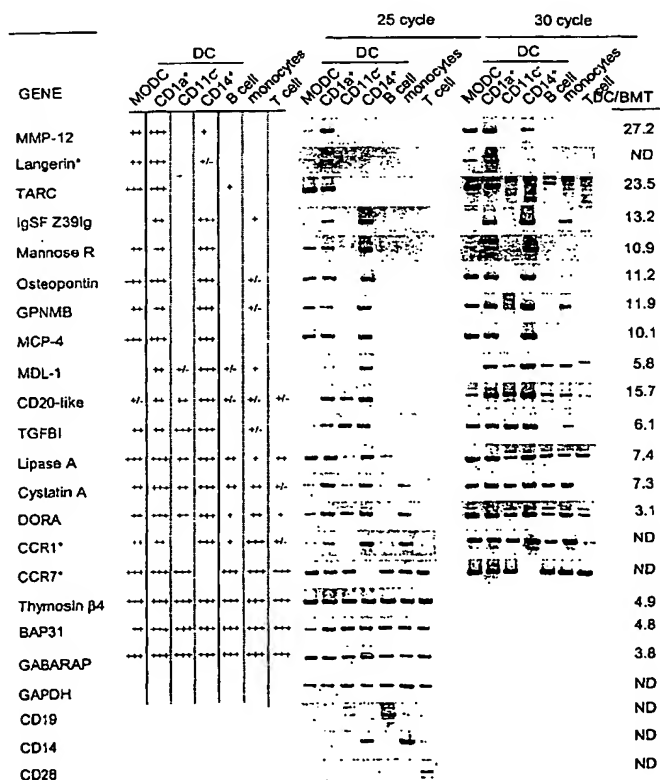 25 cycle 30 cycle
DC DC DC
GENE MODC CD1a+ CD11c- CD14+ B cell monocytes T cell MODC CD1a+ CD11c- CD14+ B cell monocytes T cell MODC CD1a+ CD11c- CD14+ B cell monocytes T cell DC/BMT
MMP-12 ++ +++ + 27.2
Langerin* ++ +++ +/- ND
TARC +++ +++ + 23.5
IgSF Z39Ig ++ +++ + 13.2
Mannose R ++ +++ +++ 10.9
Osteopontin +++ +++ +++ +/- 11.2
GPNMB ++ +++ +++ +/- 11.9
MCP-4 +++ +++ +++ 10.1
MDL-1 ++ +/- +++ +/- + 5.8
CD20-like +/- +++ ++ +++ +/- +/- +/- 15.7
TGFBI ++ +++ +++ +/- 6.1
Lipase A 7.4
Cystatin A 7.3
DORA 3.1
CCR1* ND
CCR7* ND
Thymosin β4 4.9
BAP31 4.8
GABARAP 3.8
GAPDH ND
CD19 ND
CD14 ND
CD28 ND